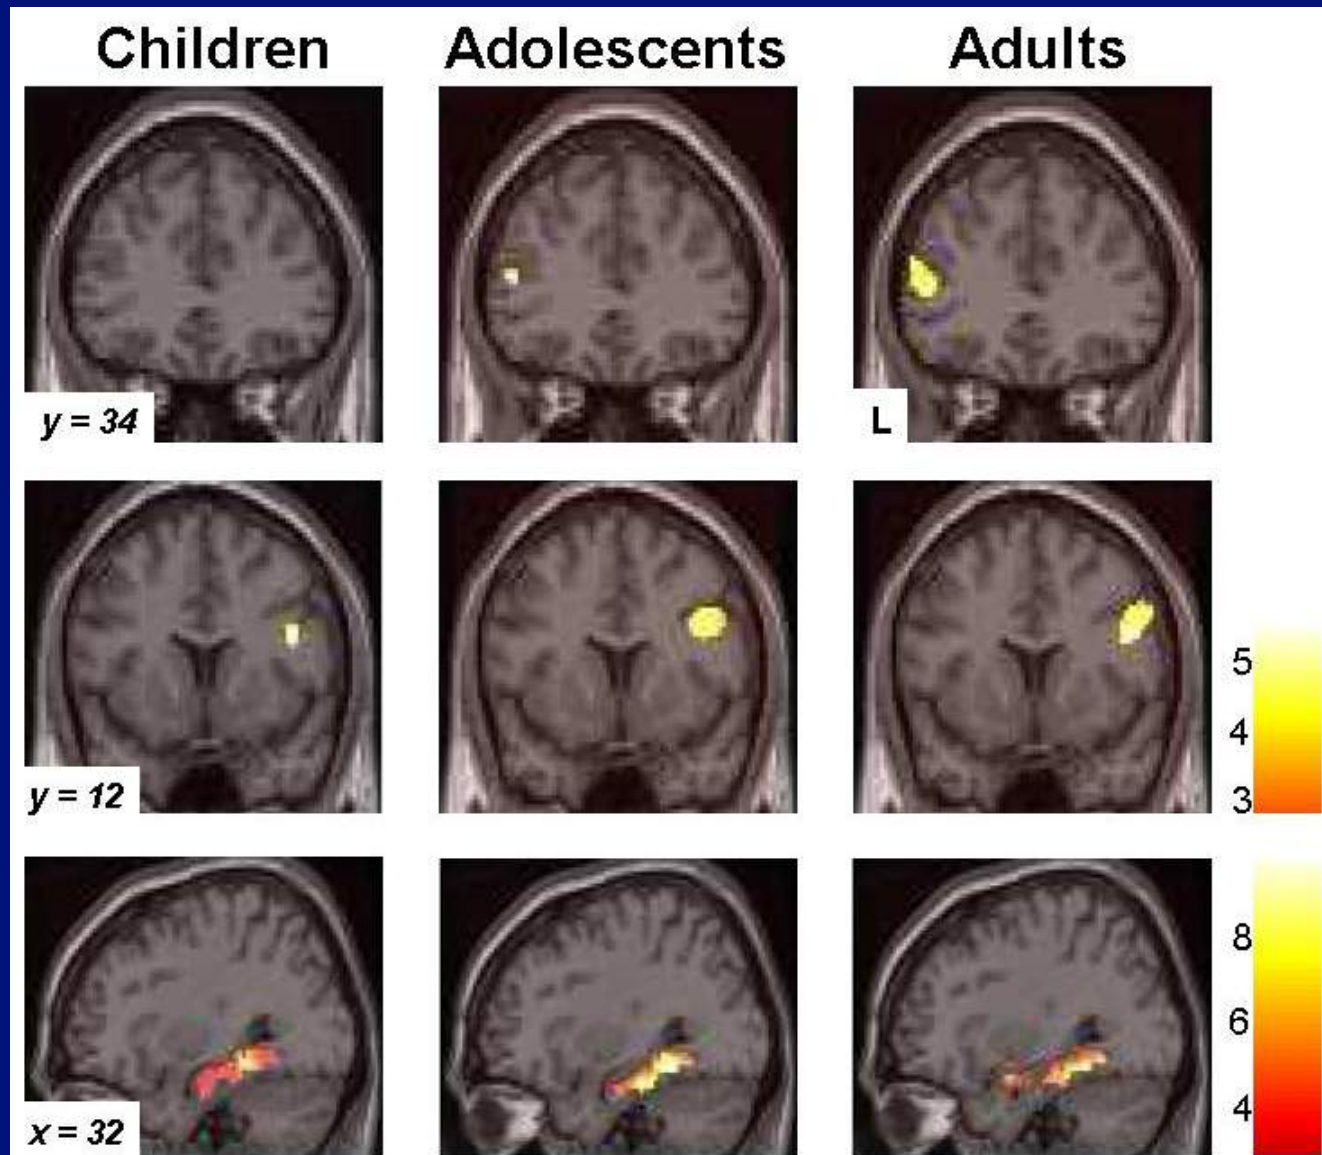 Children Adolescents Adults
y = 34
L
y = 12
5
4
3
8
6
4
x = 32